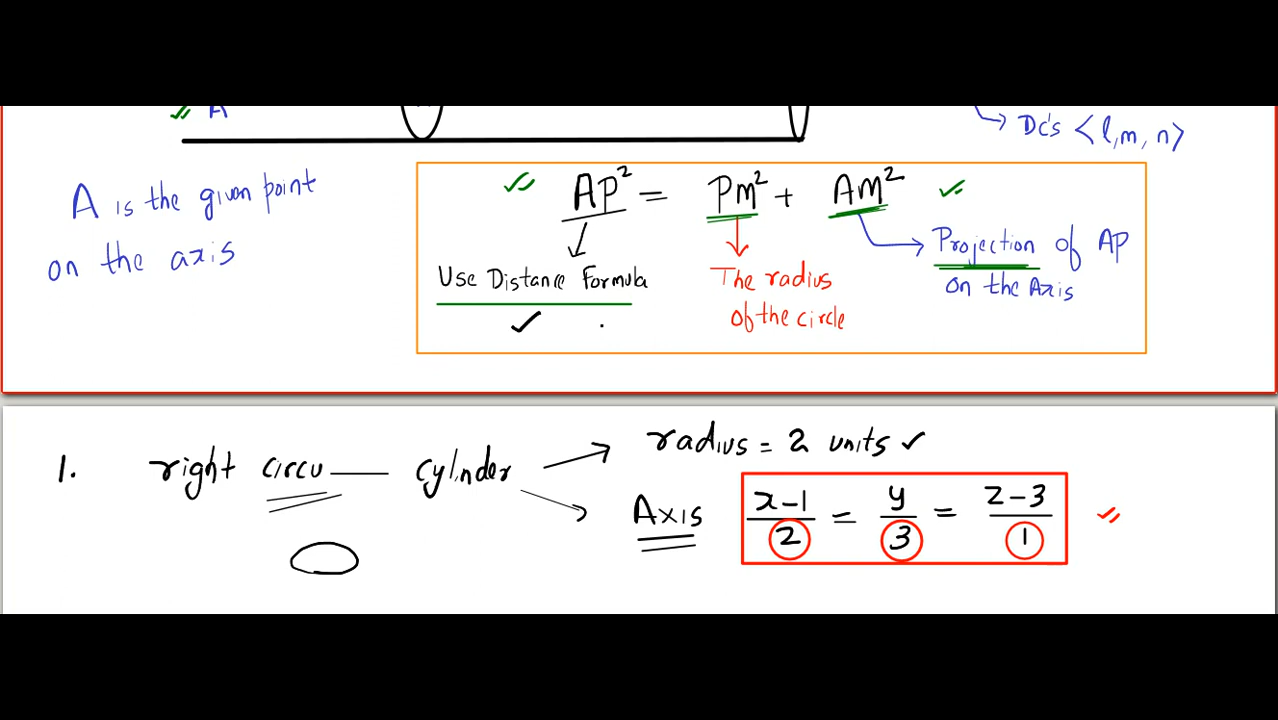 A
Dc's <l, m, n>
A is the given point
on the axis
AP² = PM² + AM²
Use Distance Formula
The radius
of the circle
Projection of AP
on the Axis
1. right circu cylinder
radius = 2 units
Axis x-1/2 = y/3 = z-3/1